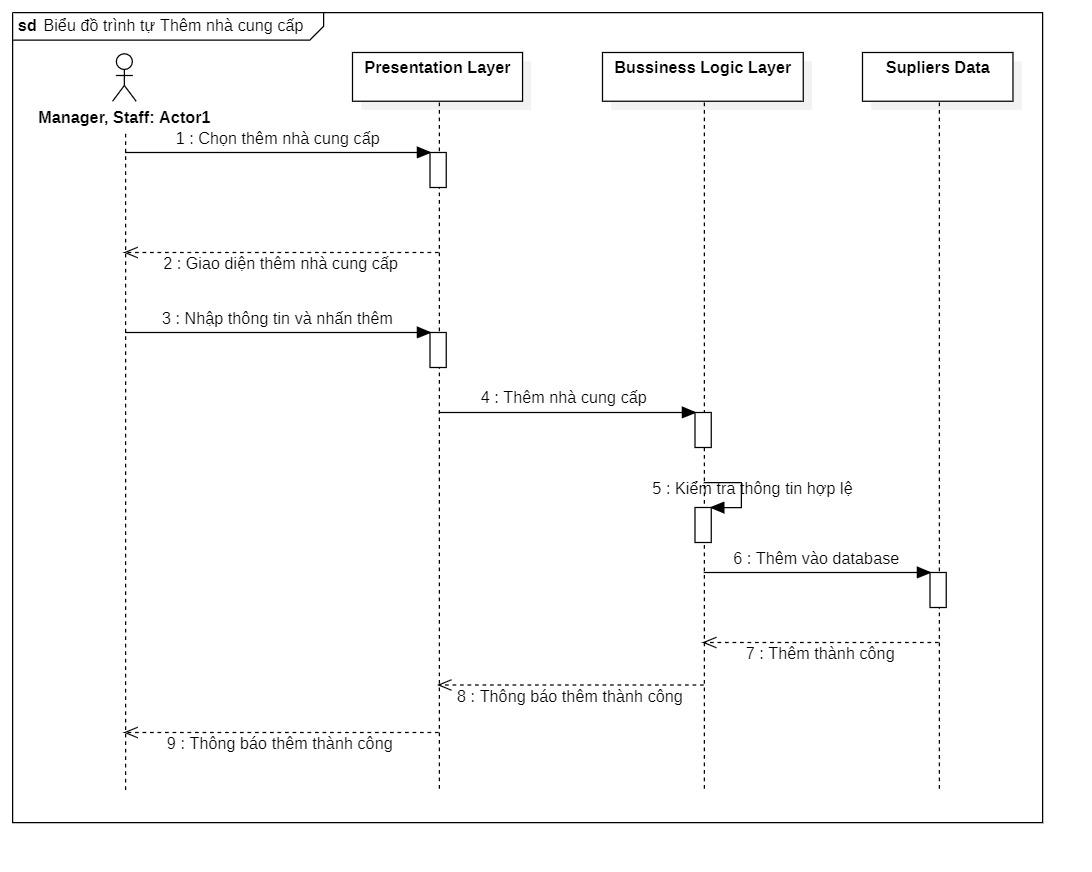 sd Biểu đồ trình tự Thêm nhà cung cấp
Presentation Layer
Bussiness Logic Layer
Supliers Data
Manager, Staff: Actor1
1 : Chọn thêm nhà cung cấp
2 : Giao diện thêm nhà cung cấp
3 : Nhập thông tin và nhấn thêm
4 : Thêm nhà cung cấp
5 : Kiểm tra thông tin hợp lệ
6 : Thêm vào database
7 : Thêm thành công
8 : Thông báo thêm thành công
9 : Thông báo thêm thành công